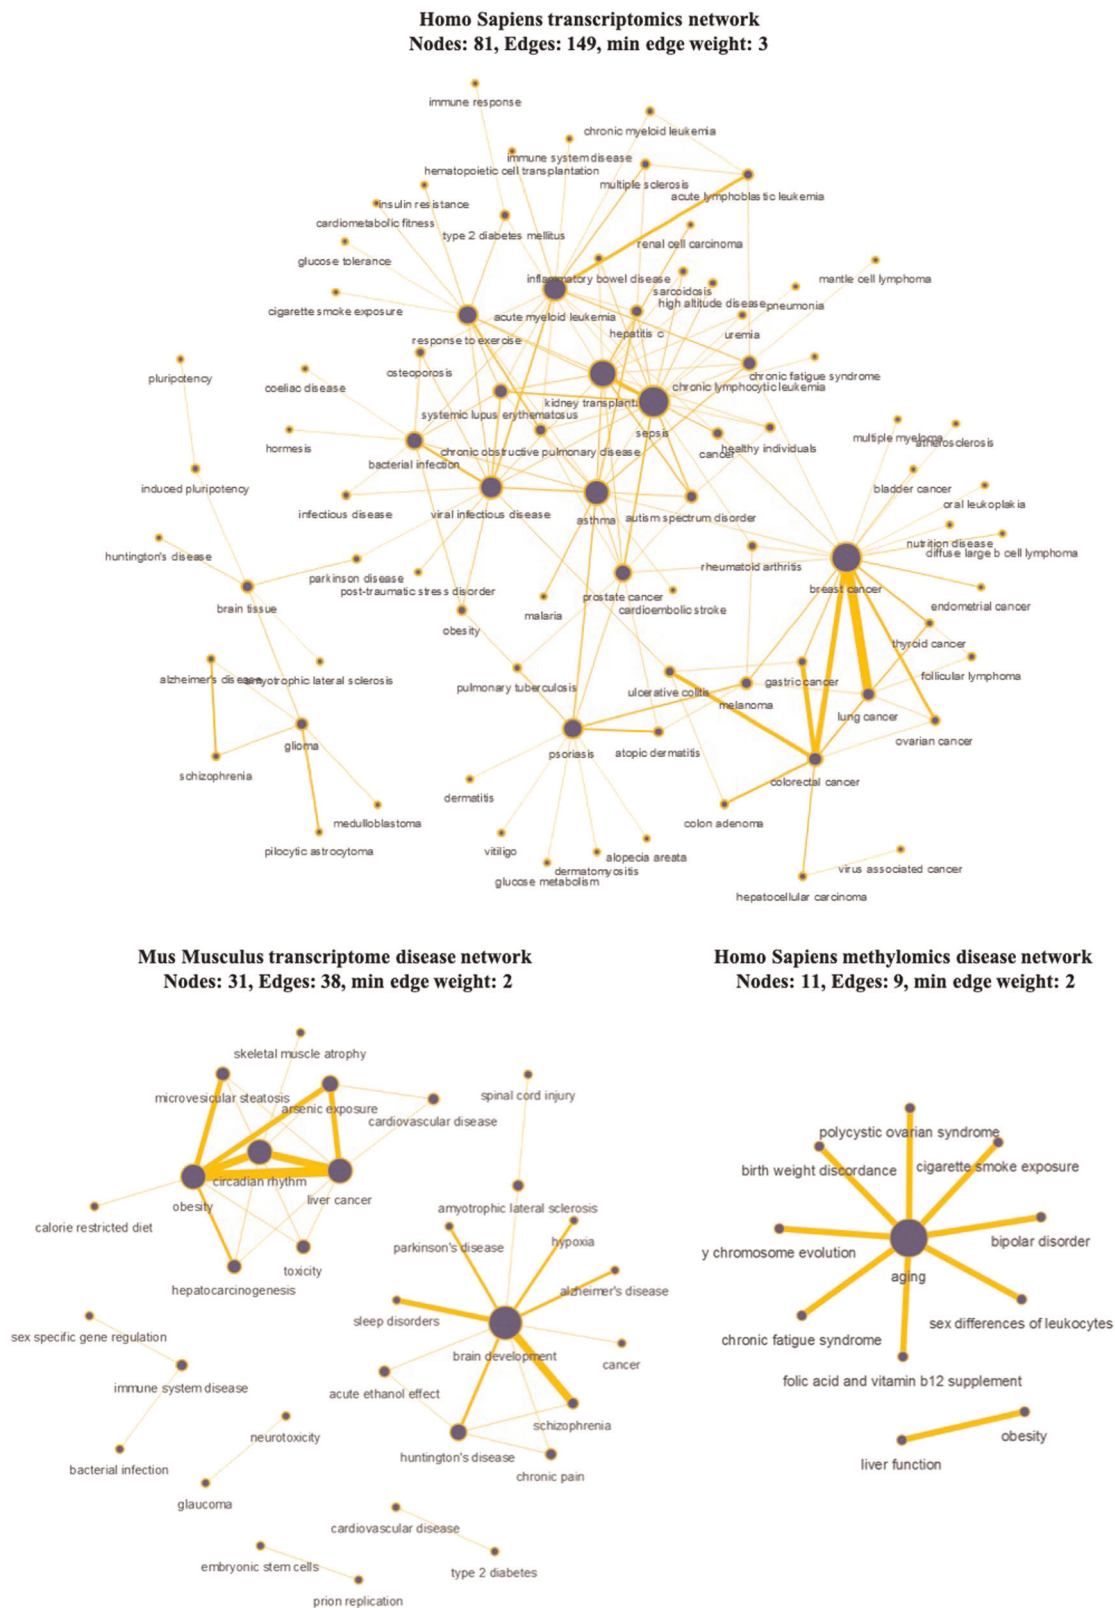 Homo Sapiens transcriptomics network
Nodes: 81, Edges: 149, min edge weight: 3
immune response
chronic myeloid leukemia
immune system disease
hematopoietic cell transplantation
multiple sclerosis
acute lymphoblastic leukemia
insulin resistance
cardiometabolic fitness
type 2 diabetes mellitus
renal cell carcinoma
glucose tolerance
inflammatory bowel disease
mantle cell lymphoma
sarcoidosis
high altitude disease
pneumonia
cigarette smoke exposure
acute myeloid leukemia
hepatitis c
uremia
response to exercise
osteoporosis
pluripotency
coeliac disease
chronic fatigue syndrome
chronic lymphocytic leukemia
kidney transplant
systemic lupus erythematosus
sepsis
multiple myeloma
atherosclerosis
hormesis
chronic obstructive pulmonary disease
cancer
healthy individuals
bacterial infection
induced pluripotency
bladder cancer
oral leukoplakia
infectious disease
viral infectious disease
asthma
autism spectrum disorder
nutrition disease
diffuse large b cell lymphoma
huntington's disease
parkinson disease
rheumatoid arthritis
post-traumatic stress disorder
prostate cancer
breast cancer
brain tissue
malaria
cardioembolic stroke
endometrial cancer
obesity
thyroid cancer
alzheimer's disease
amyotrophic lateral sclerosis
pulmonary tuberculosis
ulcerative colitis
gastric cancer
follicular lymphoma
melanoma
lung cancer
glioma
psoriasis
atopic dermatitis
ovarian cancer
schizophrenia
colorectal cancer
dermatitis
medulloblastoma
colon adenoma
pilocytic astrocytoma
vitiligo
alopecia areata
dermatomyositis
glucose metabolism
virus associated cancer
hepatocellular carcinoma
Mus Musculus transcriptome disease network
Nodes: 31, Edges: 38, min edge weight: 2
skeletal muscle atrophy
microvesicular steatosis
arsenic exposure
cardiovascular disease
spinal cord injury
circadian rhythm
liver cancer
obesity
calorie restricted diet
amyotrophic lateral sclerosis
parkinson's disease
hypoxia
toxicity
hepatocarcinogenesis
alzheimer's disease
sleep disorders
sex specific gene regulation
brain development
cancer
immune system disease
acute ethanol effect
schizophrenia
neurotoxicity
huntington's disease
bacterial infection
chronic pain
glaucoma
cardiovascular disease
embryonic stem cells
type 2 diabetes
prion replication
Homo Sapiens methylomics disease network
Nodes: 11, Edges: 9, min edge weight: 2
polycystic ovarian syndrome
birth weight discordance
cigarette smoke exposure
y chromosome evolution
bipolar disorder
aging
chronic fatigue syndrome
sex differences of leukocytes
folic acid and vitamin b12 supplement
obesity
liver function